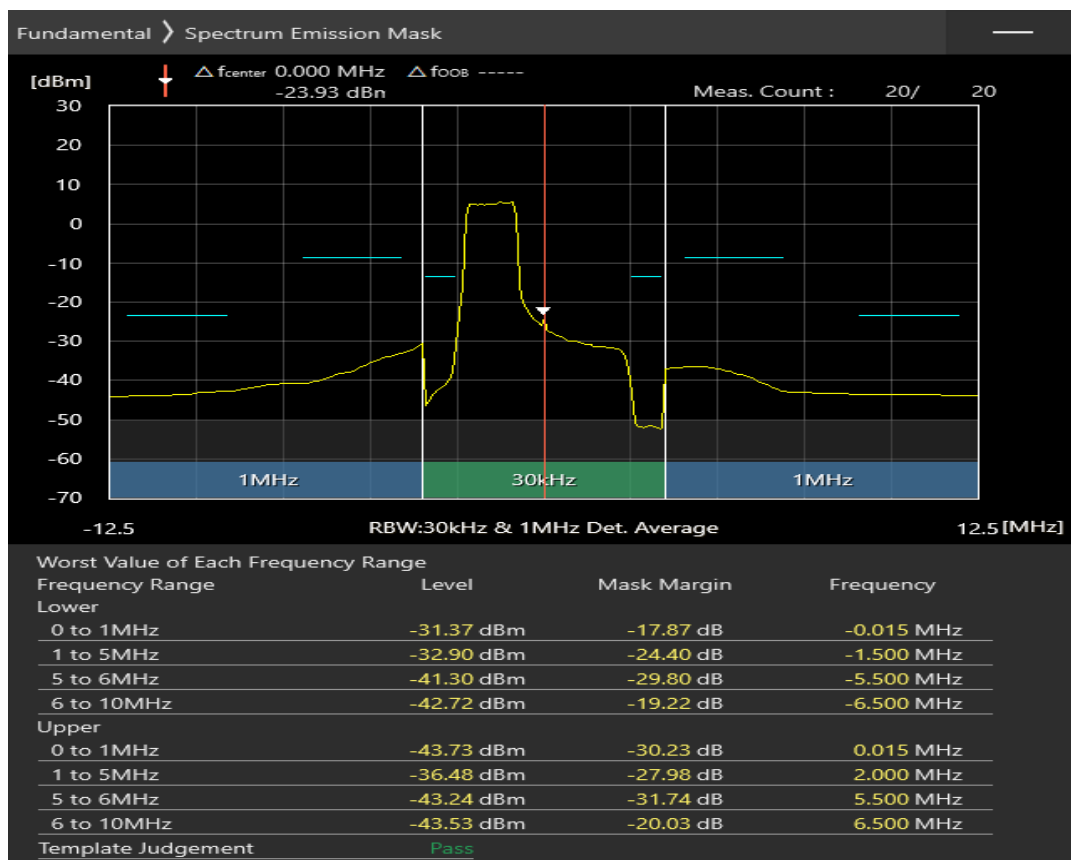 Fundamental ❯ Spectrum Emission Mask
[dBm] △ fcenter 0.000 MHz △ fOOB -----
-23.93 dBn Meas. Count : 20/ 20
30
20
10
0
-10
-20
-30
-40
-50
-60
1MHz 30kHz 1MHz
-70
-12.5 RBW:30kHz & 1MHz Det. Average 12.5 [MHz]
Worst Value of Each Frequency Range
Frequency Range Level Mask Margin Frequency
Lower
0 to 1MHz -31.37 dBm -17.87 dB -0.015 MHz
1 to 5MHz -32.90 dBm -24.40 dB -1.500 MHz
5 to 6MHz -41.30 dBm -29.80 dB -5.500 MHz
6 to 10MHz -42.72 dBm -19.22 dB -6.500 MHz
Upper
0 to 1MHz -43.73 dBm -30.23 dB 0.015 MHz
1 to 5MHz -36.48 dBm -27.98 dB 2.000 MHz
5 to 6MHz -43.24 dBm -31.74 dB 5.500 MHz
6 to 10MHz -43.53 dBm -20.03 dB 6.500 MHz
Template Judgement Pass